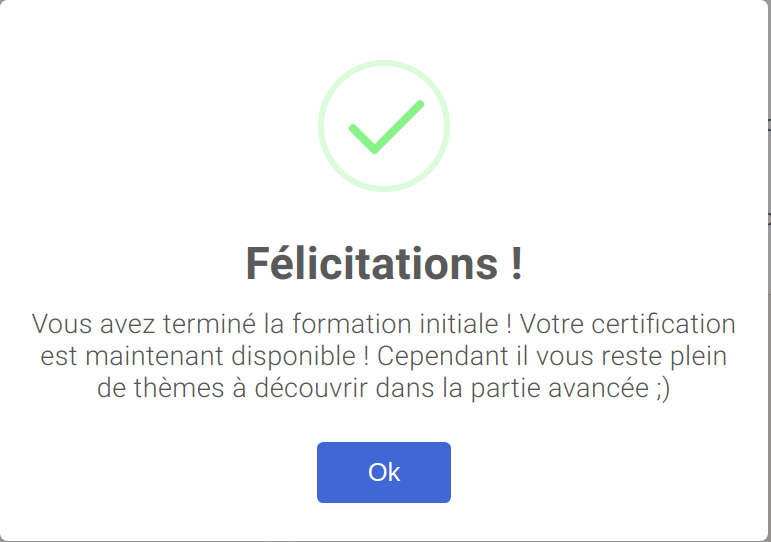 Félicitations !
Vous avez terminé la formation initiale ! Votre certification
est maintenant disponible ! Cependant il vous reste plein
de thèmes à découvrir dans la partie avancée ;)
Ok